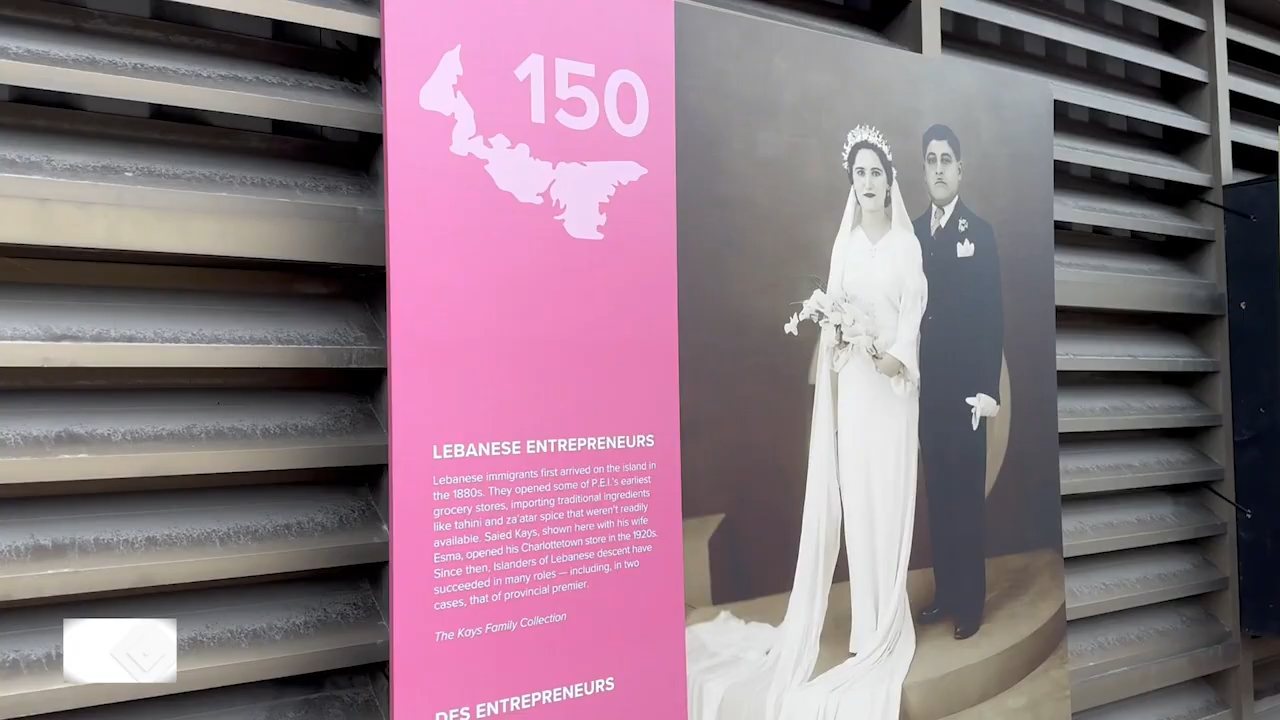 150
LEBANESE ENTREPRENEURS
Lebanese immigrants first arrived on the island in
the 1880s. They opened some of P.E.I.'s earliest
grocery stores, importing traditional ingredients
like tahini and za'atar spice that weren't readily
available. Saied Kays, shown here with his wife
Esma, opened his Charlottetown store in the 1920s.
Since then, Islanders of Lebanese descent have
succeeded in many roles — including, in two
cases, that of provincial premier.
The Kays Family Collection
DES ENTREPRENEURS